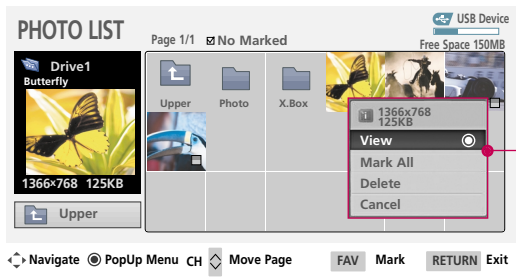 PHOTO LIST
Page 1/1 No Marked
USB Device
Free Space 150MB
Drive1
Butterfly
1366x768 125KB
Upper
Upper
Photo
X.Box
1366x768
125KB
View
Mark All
Delete
Cancel
Navigate PopUp Menu CH Move Page FAV Mark RETURN Exit